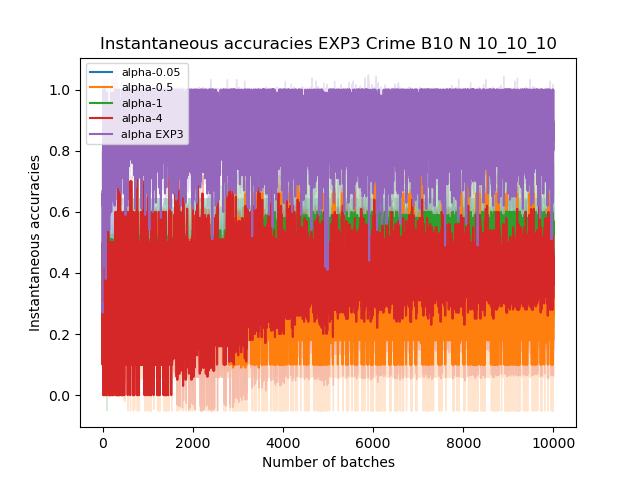 Instantaneous accuracies EXP3 Crime B10 N 10_10_10
alpha-0.05
alpha-0.5
alpha-1
alpha-4
alpha EXP3
Instantaneous accuracies
1.0
0.8
0.6
0.4
0.2
0.0
0 2000 4000 6000 8000 10000
Number of batches